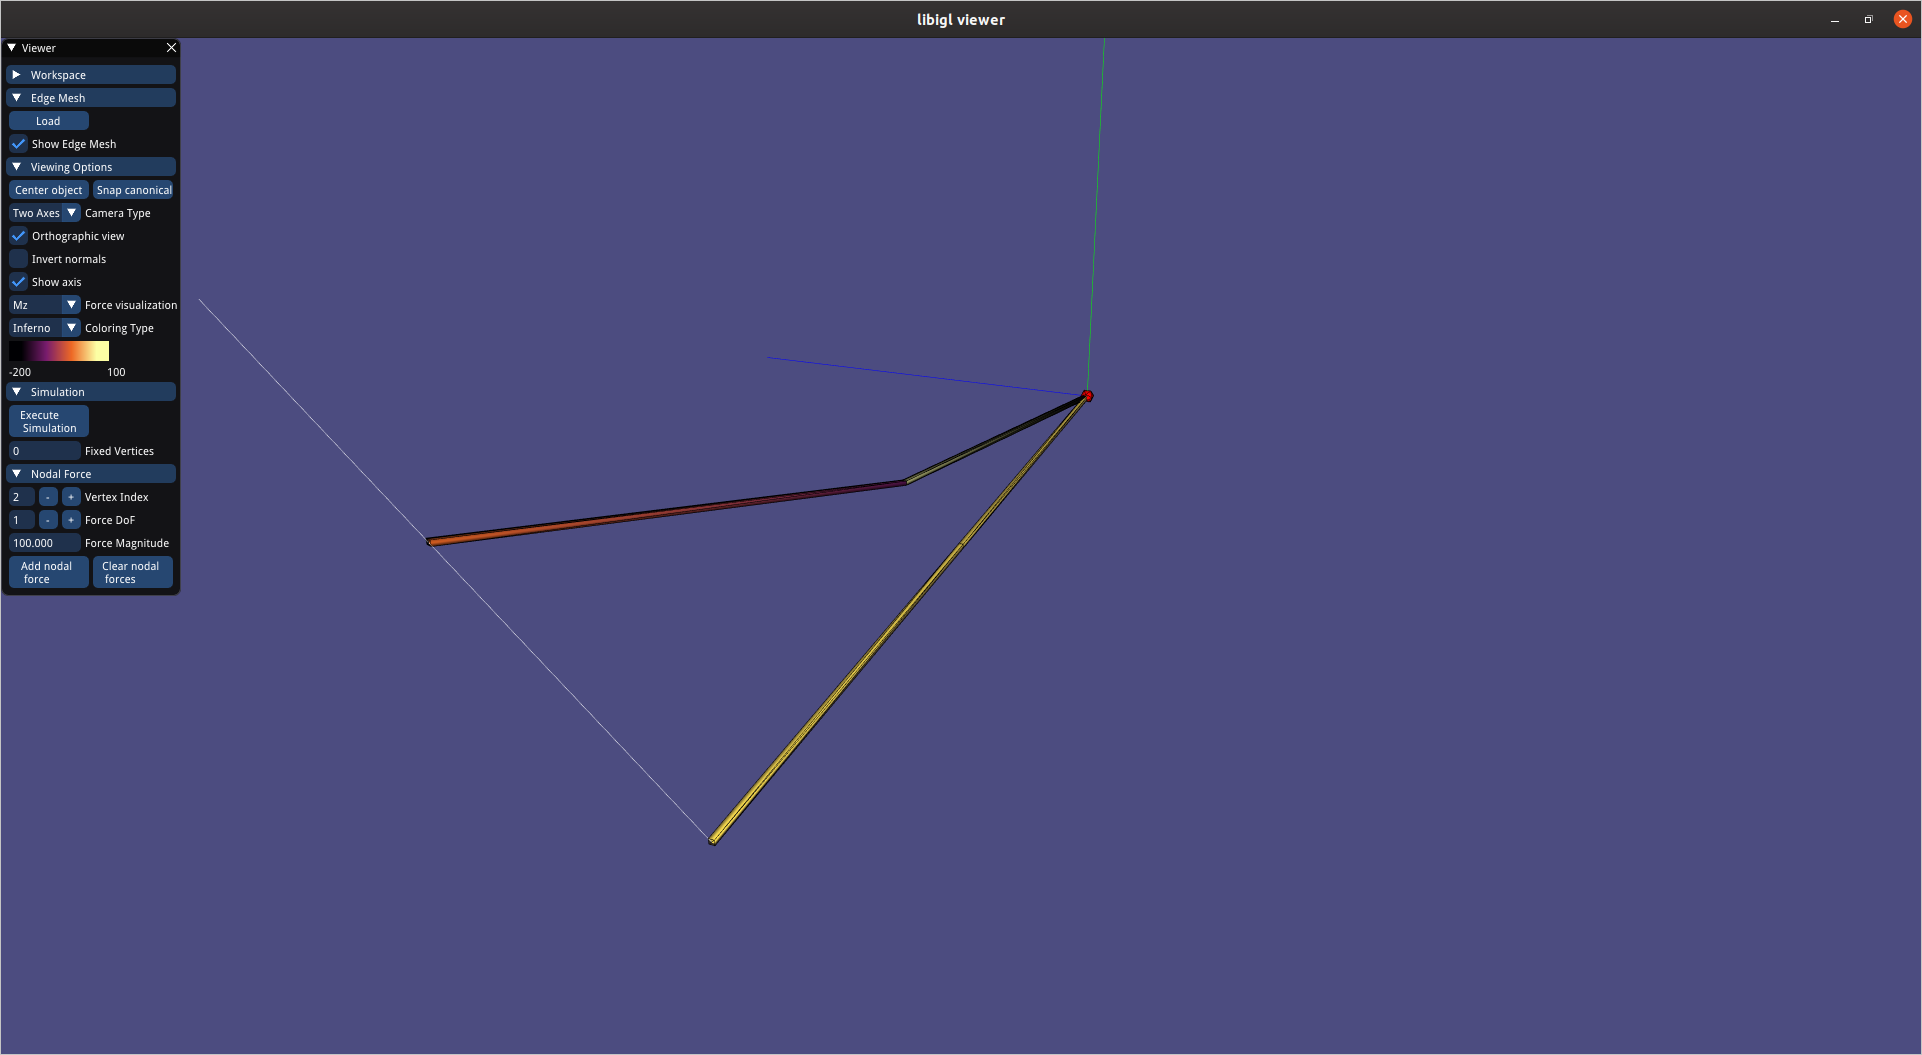 libigl viewer
Viewer
Workspace
Edge Mesh
Load
Show Edge Mesh
Viewing Options
Center object Snap canonical
Two Axes Camera Type
Orthographic view
Invert normals
Show axis
Mz Force visualization
Inferno Coloring Type
-200 100
Simulation
Execute
Simulation
0 Fixed Vertices
Nodal Force
2 - + Vertex Index
1 - + Force DoF
100.000 Force Magnitude
Add nodal Clear nodal
force forces